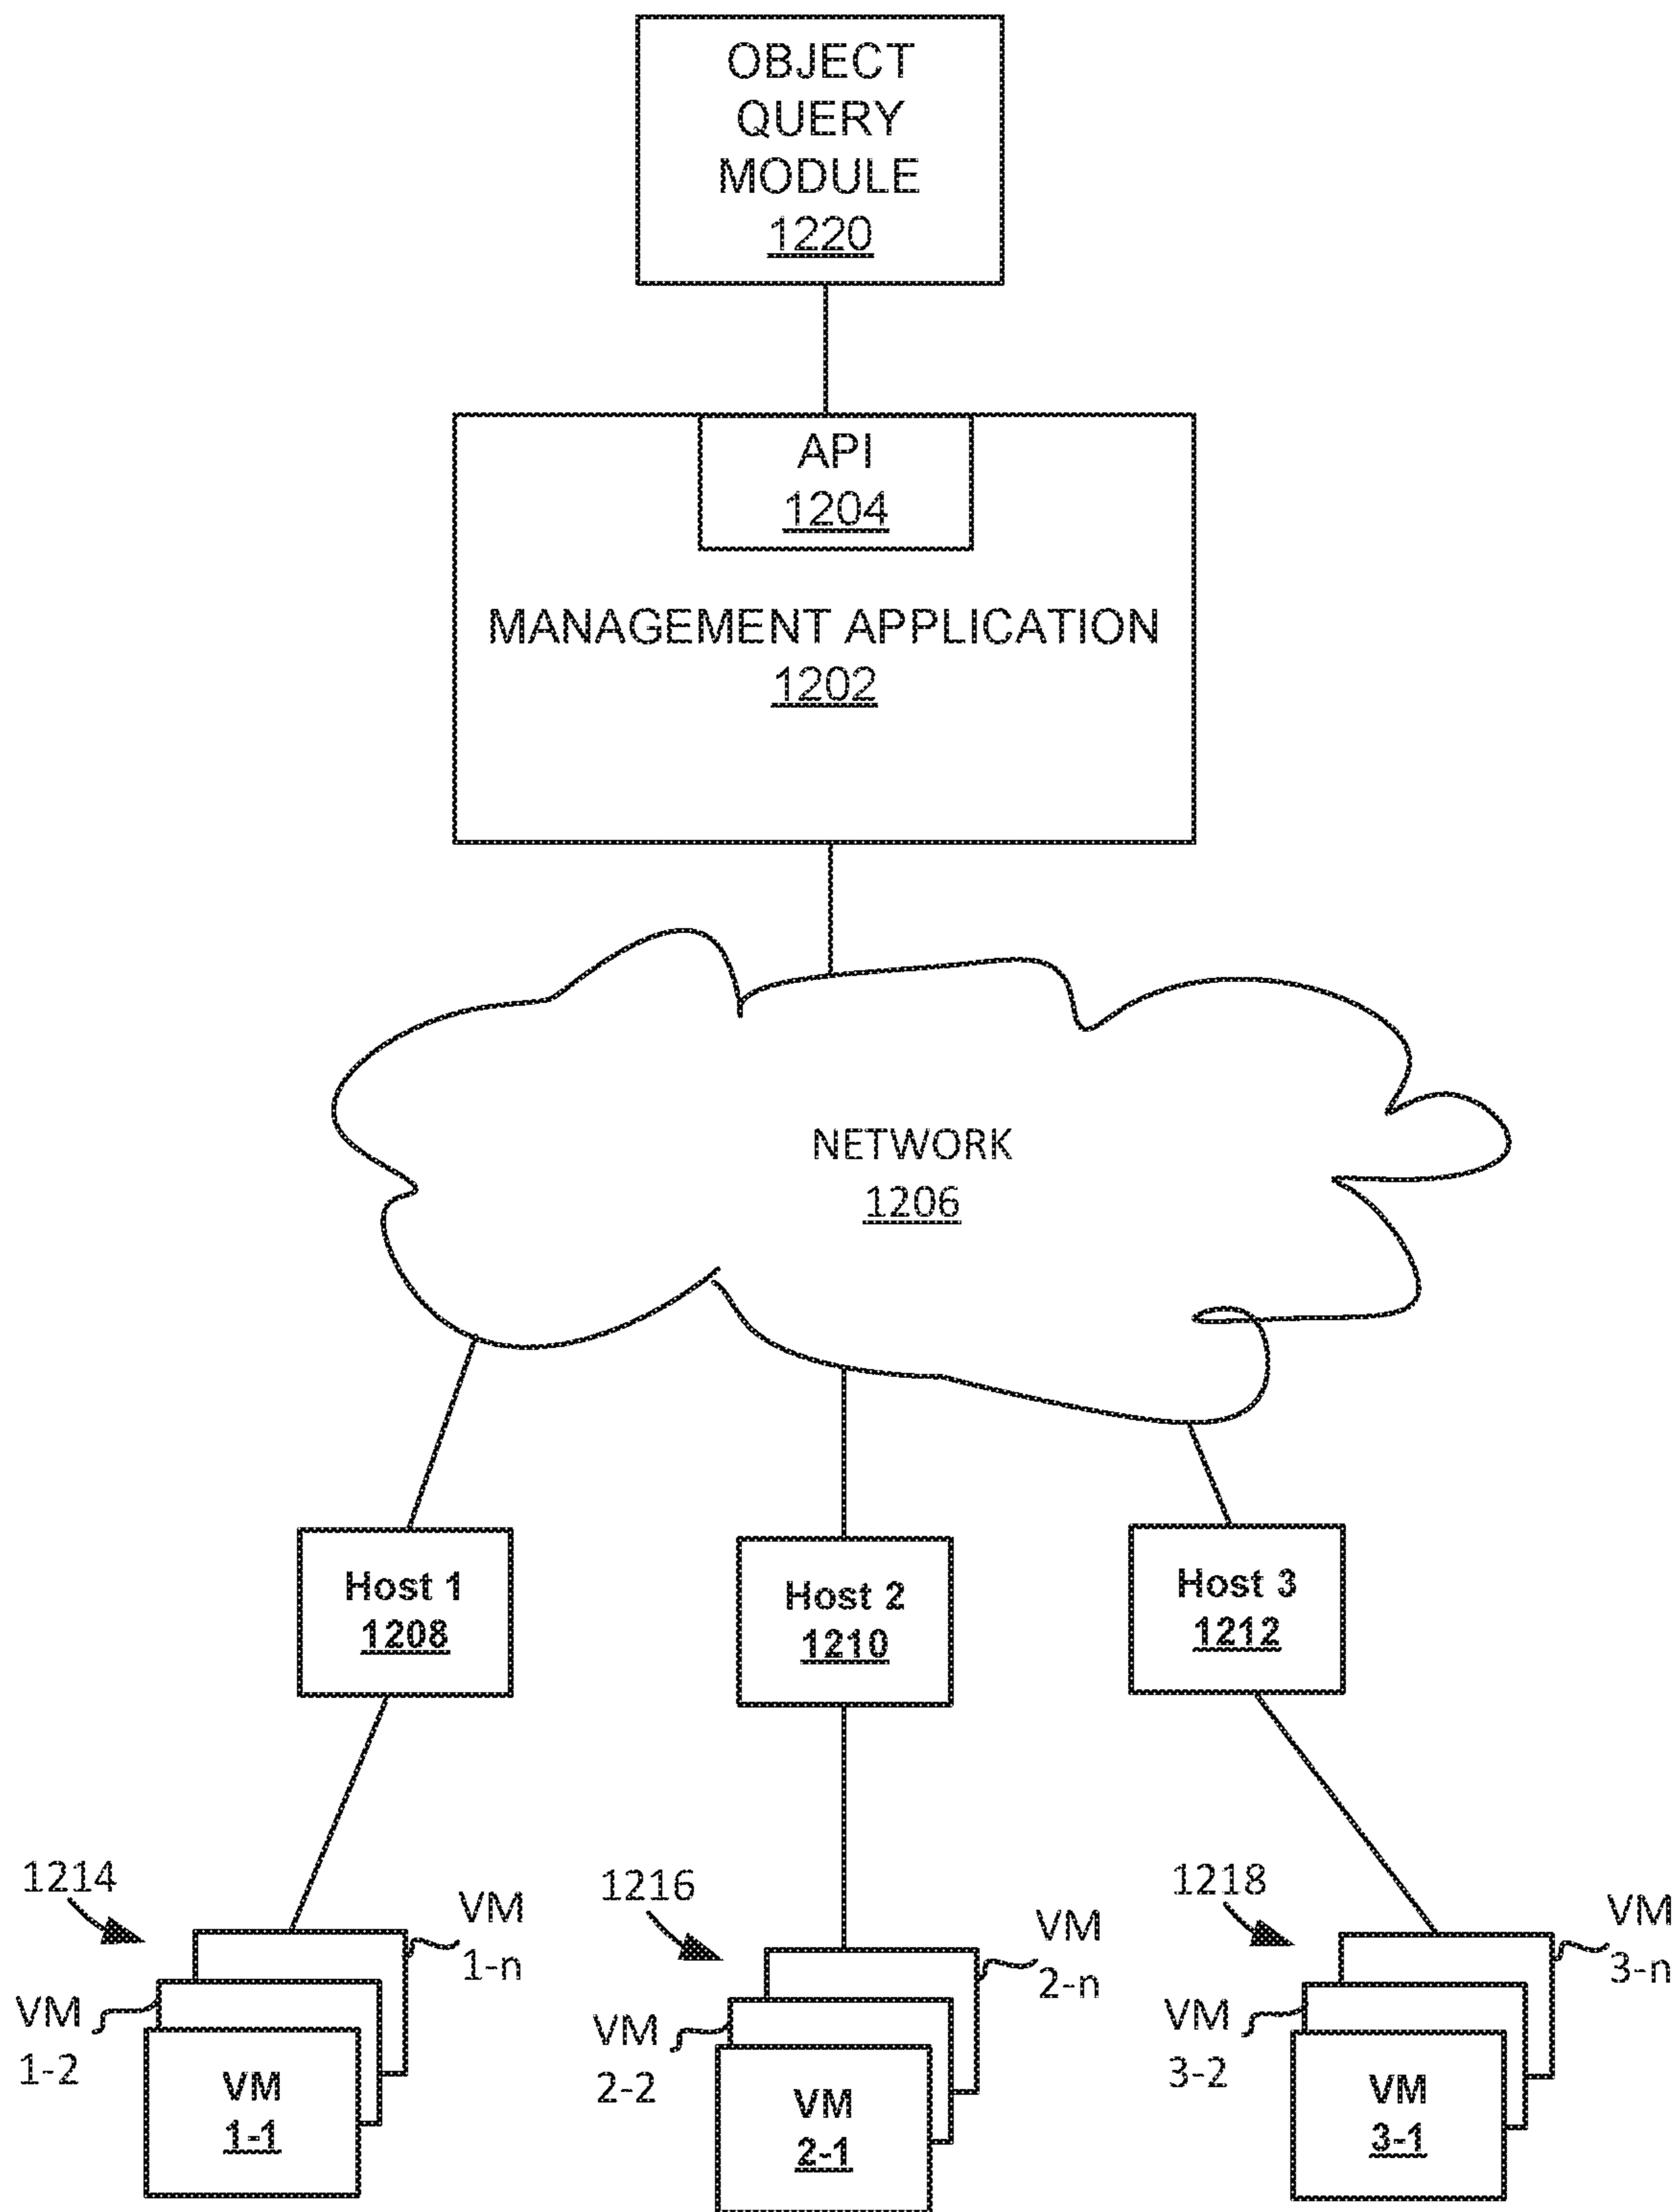 OBJECT
QUERY
MODULE
1220
API
1204
MANAGEMENT APPLICATION
1202
NETWORK
1206
Host 1
1208
Host 2
1210
Host 3
1212
1214
VM
1-n
VM
1-2
VM
1-1
1216
VM
2-n
VM
2-2
VM
2-1
1218
VM
3-n
VM
3-2
VM
3-1